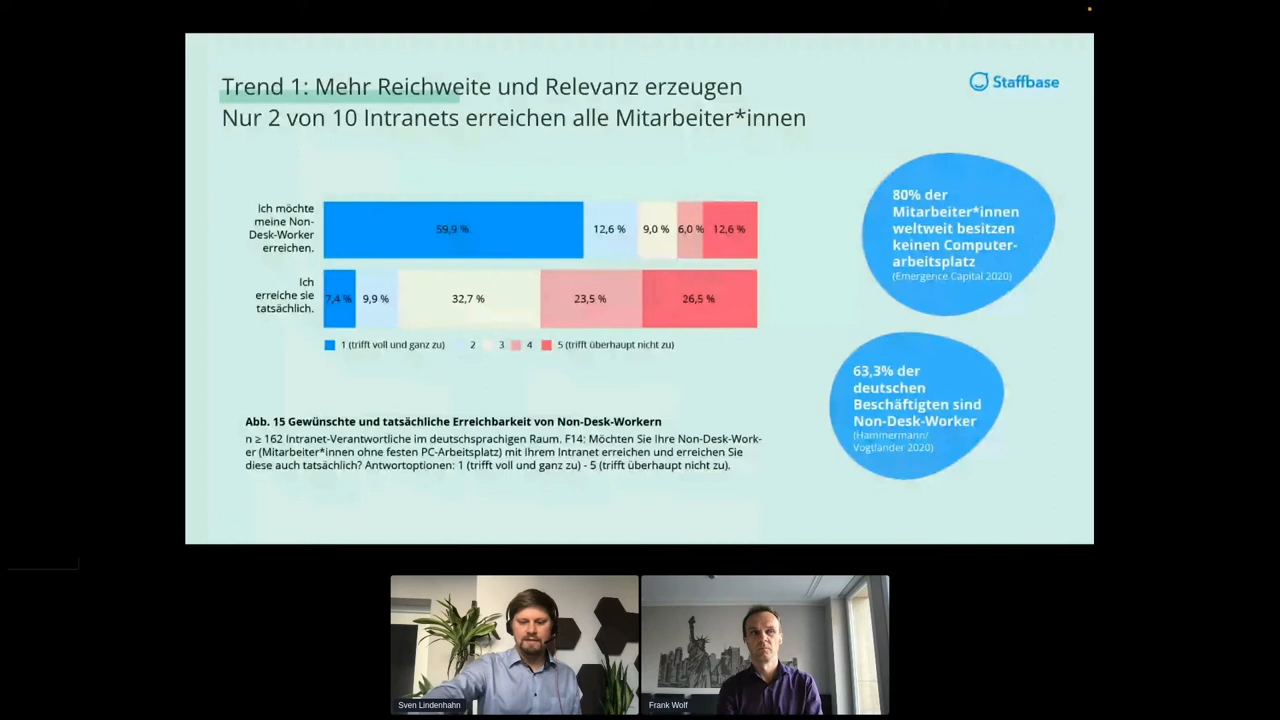 Trend 1: Mehr Reichweite und Relevanz erzeugen
Nur 2 von 10 Intranets erreichen alle Mitarbeiter*innen
Staffbase
Ich möchte
meine Non-
Desk-Worker
erreichen.
59,9 %
12,6 %
9,0 %
6,0 %
12,6 %
Ich
erreiche sie
tatsächlich.
7,4 %
9,9 %
32,7 %
23,5 %
26,5 %
1 (trifft voll und ganz zu)
2
3
4
5 (trifft überhaupt nicht zu)
Abb. 15 Gewünschte und tatsächliche Erreichbarkeit von Non-Desk-Workern
n ≥ 162 Intranet-Verantwortliche im deutschsprachigen Raum. F14: Möchten Sie Ihre Non-Desk-Work-
er (Mitarbeiter*innen ohne festen PC-Arbeitsplatz) mit Ihrem Intranet erreichen und erreichen Sie
diese auch tatsächlich? Antwortoptionen: 1 (trifft voll und ganz zu) - 5 (trifft überhaupt nicht zu).
80% der
Mitarbeiter*innen
weltweit besitzen
keinen Computer-
arbeitsplatz
(Emergence Capital 2020)
63,3% der
deutschen
Beschäftigten sind
Non-Desk-Worker
(Hammermann/
Vogtländer 2020)
Sven Lindenhahn
Frank Wolf